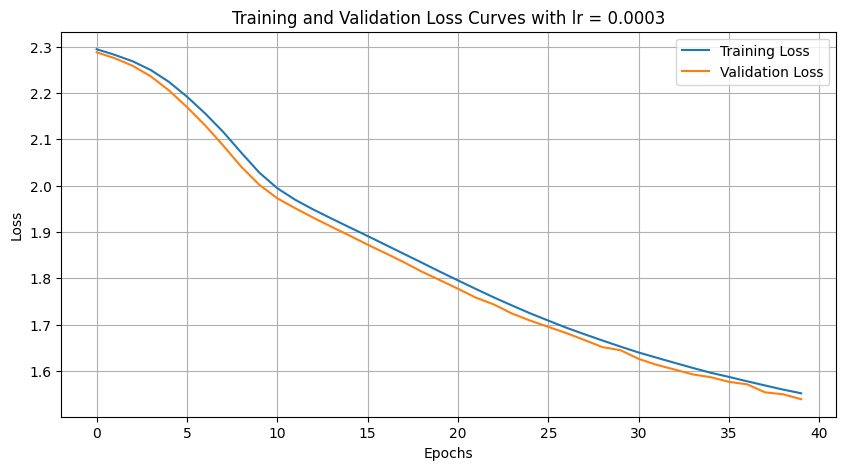 Training and Validation Loss Curves with lr = 0.0003
Training Loss
Validation Loss
Loss
2.3
2.2
2.1
2.0
1.9
1.8
1.7
1.6
0 5 10 15 20 25 30 35 40
Epochs